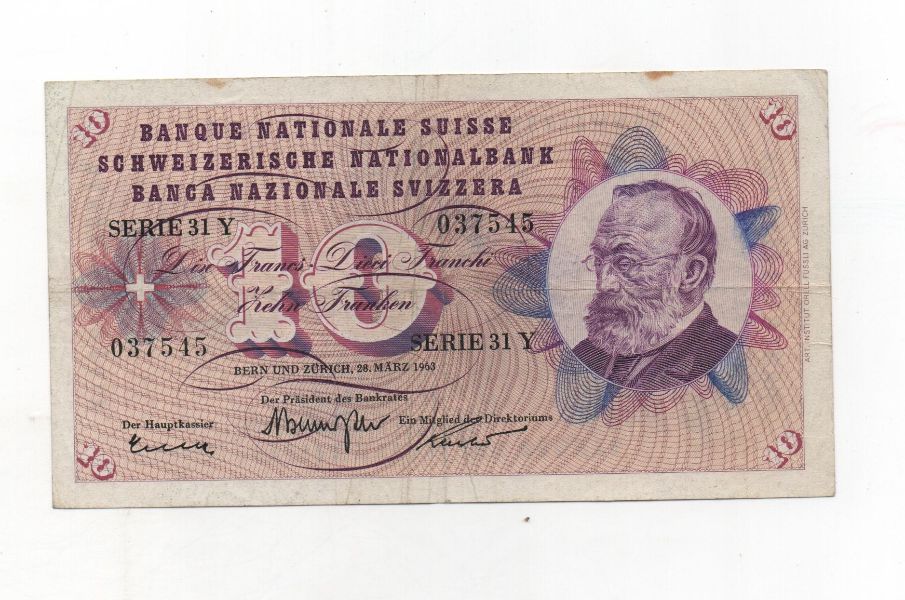 10 10
BANQUE NATIONALE SUISSE
SCHWEIZERISCHE NATIONALBANK
BANCA NAZIONALE SVIZZERA
SERIE 31 Y 037545
10
Dix Francs Dieci Franchi
Zehn Franken
037545 SERIE 31 Y
BERN UND ZÜRICH, 28. MÄRZ 1963
Der Präsident des Bankrates
Der Hauptkassier Ein Mitglied des Direktoriums
10 10
ART. INSTITUT ORELL FÜSSLI AG ZÜRICH